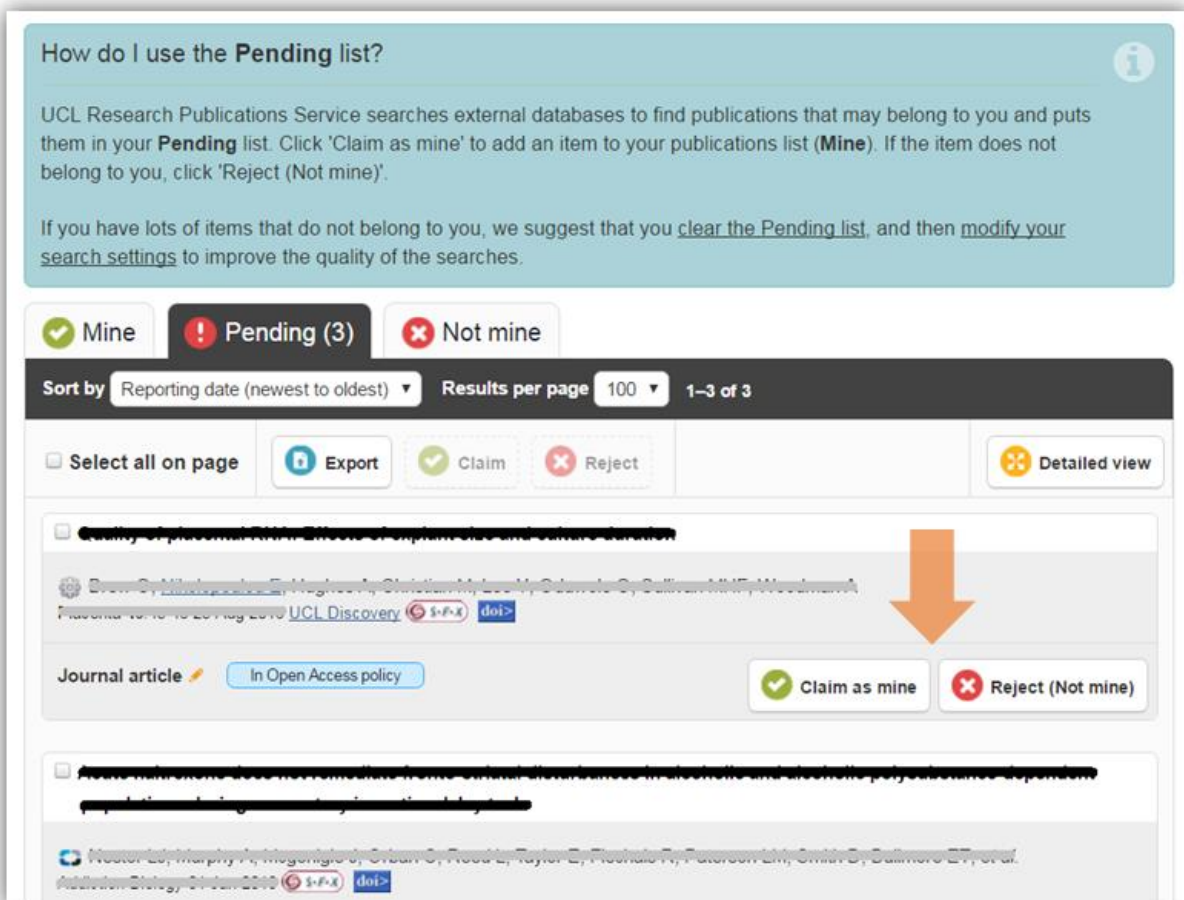 How do I use the Pending list?
UCL Research Publications Service searches external databases to find publications that may belong to you and puts
them in your Pending list. Click 'Claim as mine' to add an item to your publications list (Mine). If the item does not
belong to you, click 'Reject (Not mine)'.
If you have lots of items that do not belong to you, we suggest that you clear the Pending list, and then modify your
search settings to improve the quality of the searches.
Mine Pending (3) Not mine
Sort by Reporting date (newest to oldest) Results per page 100 1–3 of 3
Select all on page Export Claim Reject Detailed view
UCL Discovery S·F·X doi>
Journal article In Open Access policy Claim as mine Reject (Not mine)
S·F·X doi>